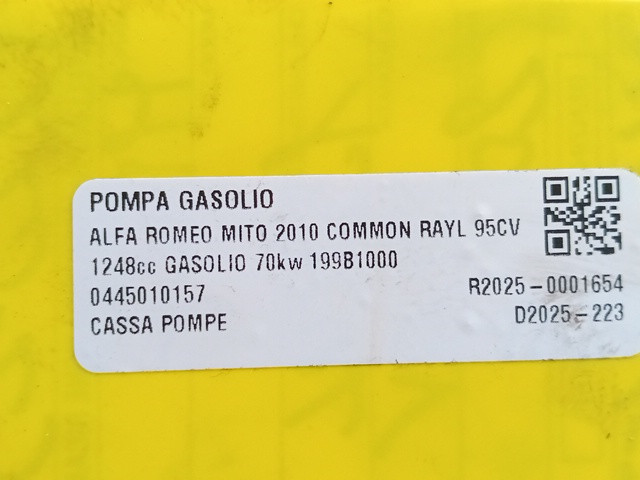 POMPA GASOLIO
ALFA ROMEO MITO 2010 COMMON RAYL 95CV
1248cc GASOLIO 70kw 199B1000
0445010157
R2025-0001654
CASSA POMPE
D2025-223